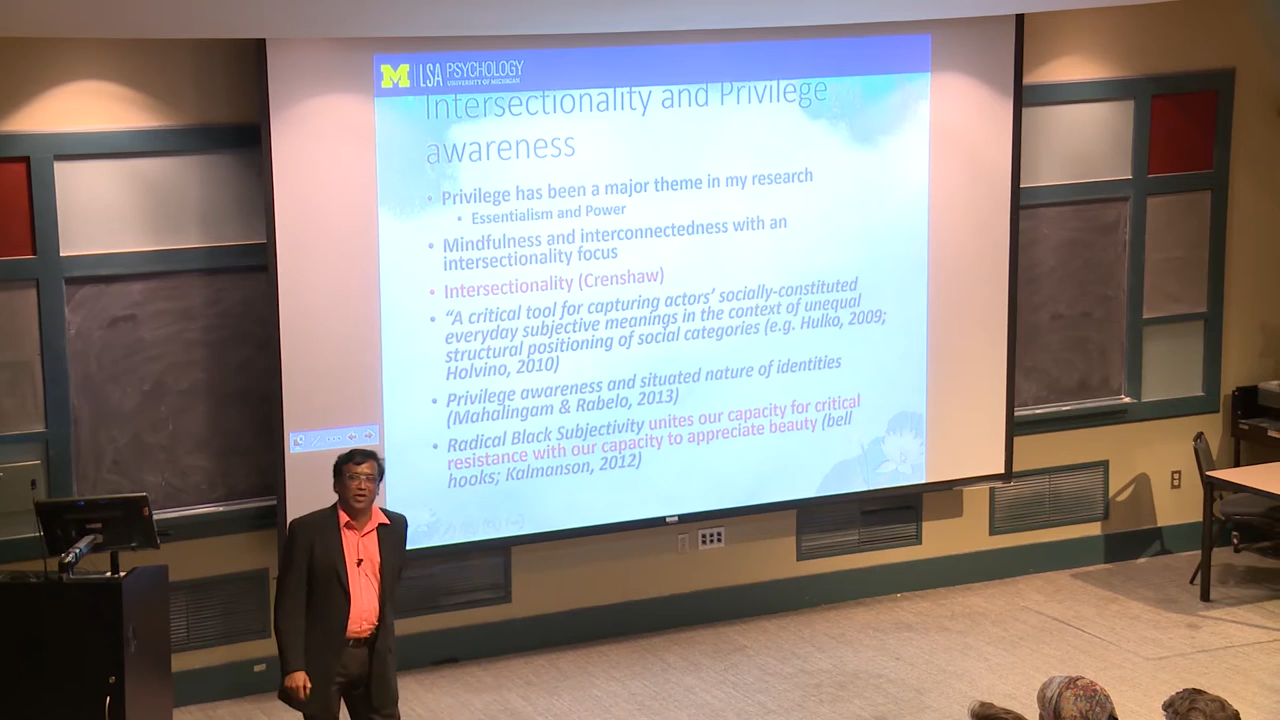 M LSA PSYCHOLOGY
UNIVERSITY OF MICHIGAN
Intersectionality and Privilege
awareness
• Privilege has been a major theme in my research
• Essentialism and Power
• Mindfulness and interconnectedness with an
intersectionality focus
• Intersectionality (Crenshaw)
• “A critical tool for capturing actors’ socially-constituted
everyday subjective meanings in the context of unequal
structural positioning of social categories (e.g. Hulko, 2009;
Holvino, 2010)
• Privilege awareness and situated nature of identities
(Mahalingam & Rabelo, 2013)
• Radical Black Subjectivity unites our capacity for critical
resistance with our capacity to appreciate beauty (bell
hooks; Kalmanson, 2012)